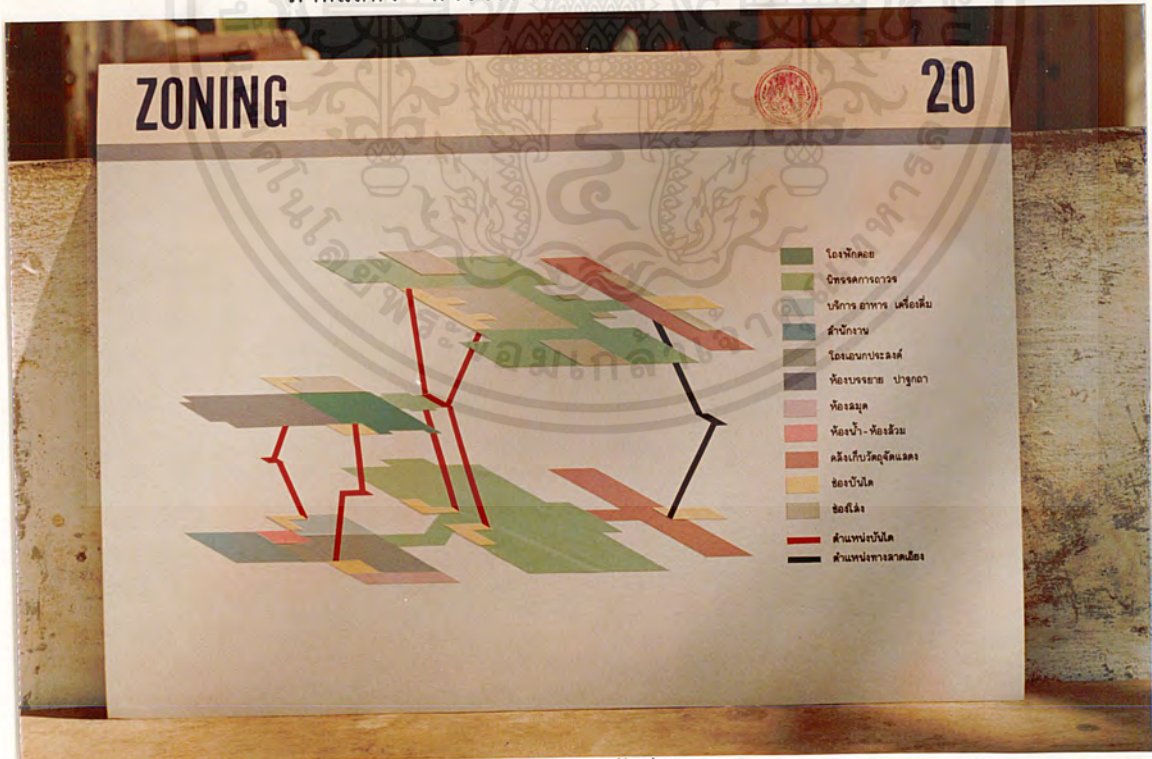 ZONING
20
โถงพักคอย
นิทรรศการถาวร
บริการ อาหาร เครื่องดื่ม
สำนักงาน
โถงเอนกประสงค์
ห้องบรรยาย ปาฐกถา
ห้องสมุด
ห้องน้ำ-ห้องส้วม
คลังเก็บวัตถุจัดแสดง
ช่องบันได
ช่องโล่ง
ตำแหน่งบันได
ตำแหน่งทางลาดเอียง